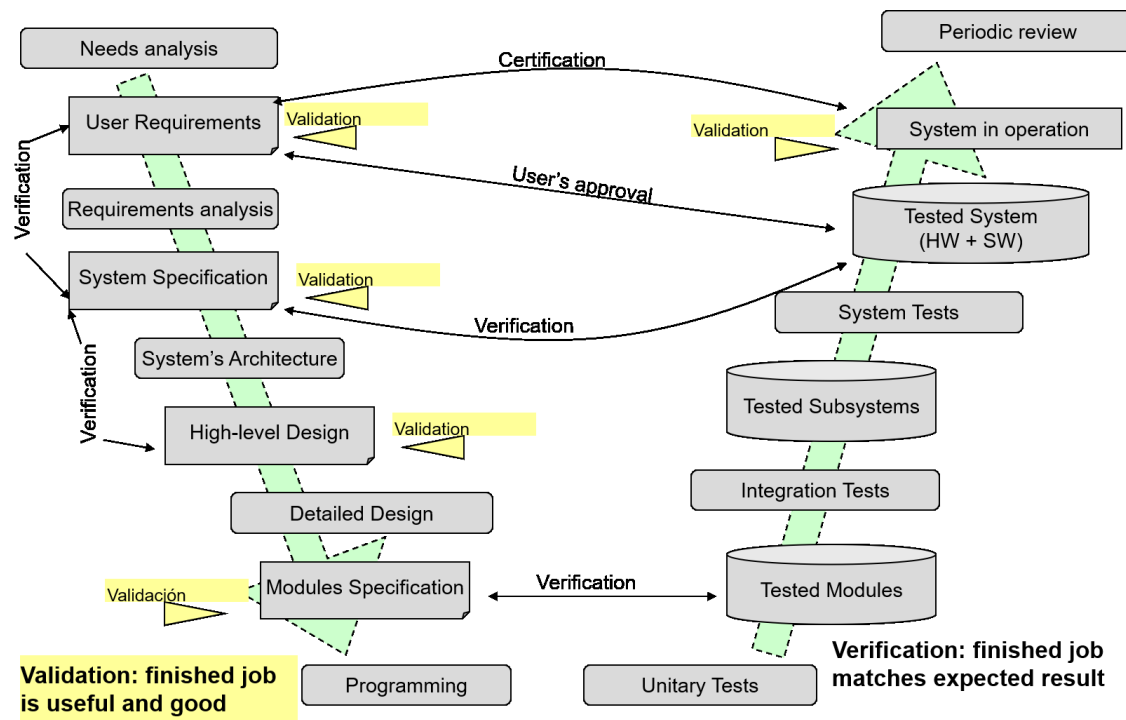 Needs analysis
Periodic review
Certification
User Requirements
Validation
Validation
System in operation
Verification
User's approval
Requirements analysis
Tested System
(HW + SW)
System Specification
Validation
System Tests
Verification
System's Architecture
Verification
Tested Subsystems
High-level Design
Validation
Integration Tests
Detailed Design
Modules Specification
Verification
Tested Modules
Validación
Validation: finished job
is useful and good
Programming
Unitary Tests
Verification: finished job
matches expected result